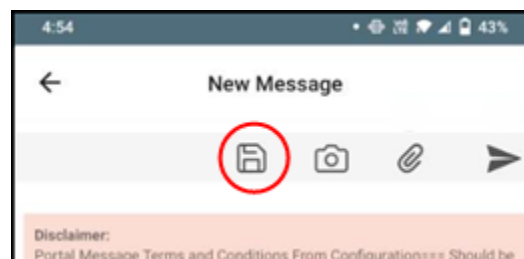 4:54 43%
New Message
Disclaimer:
Portal Message Terms and Conditions From Configuration=== Should be